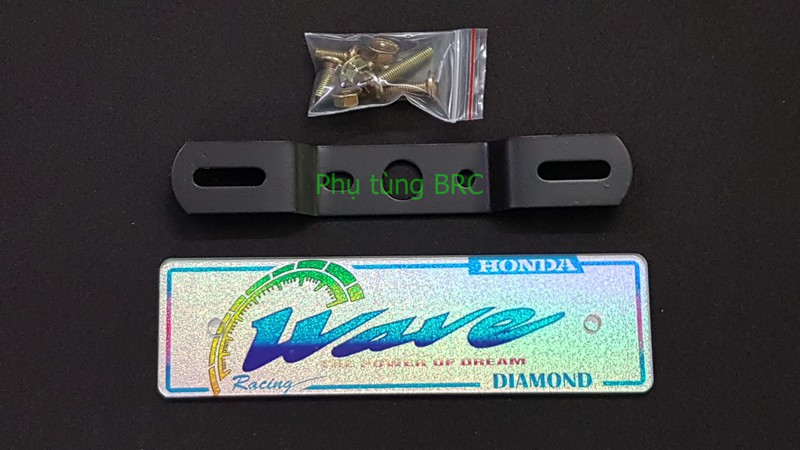 Phụ tùng BRC
HONDA
Wave
THE POWER OF DREAM
Racing
DIAMOND